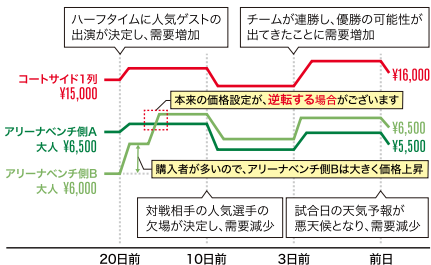 ハーフタイムに人気ゲストの
出演が決定し、需要増加
チームが連勝し、優勝の可能性が
出てきたことに需要増加
コートサイド1列
¥15,000
¥16,000
本来の価格設定が、逆転する場合がございます
アリーナベンチ側A
大人 ¥6,500
¥6,500
¥5,500
購入者が多いので、アリーナベンチ側Bは大きく価格上昇
アリーナベンチ側B
大人 ¥6,000
対戦相手の人気選手の
欠場が決定し、需要減少
試合日の天気予報が
悪天候となり、需要減少
20日前
10日前
3日前
前日